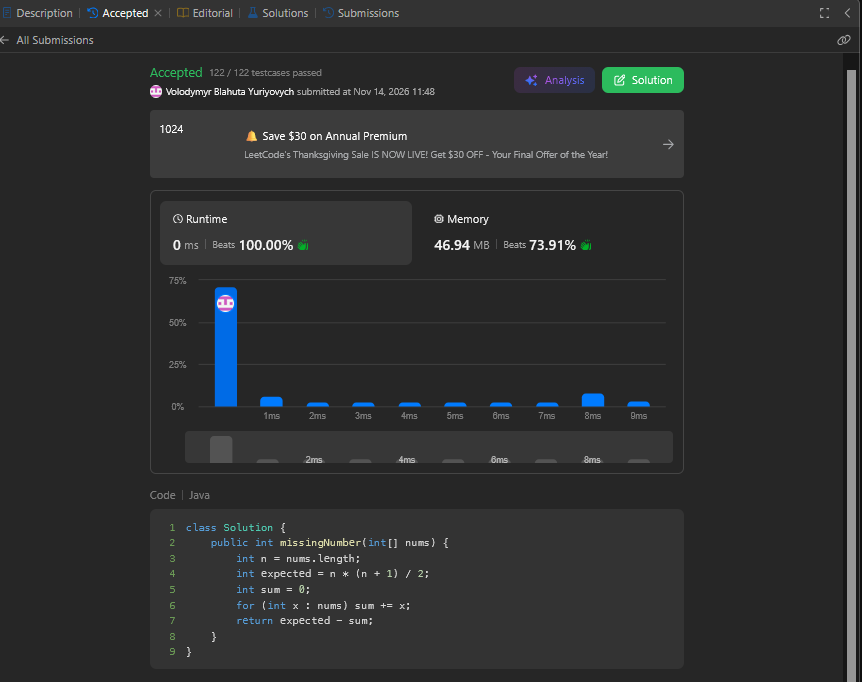 Description | Accepted × | Editorial | Solutions | Submissions
← All Submissions
Accepted 122 / 122 testcases passed
Volodymyr Blahuta Yuriyovych submitted at Nov 14, 2026 11:48
Analysis
Solution
1024
Save $30 on Annual Premium
LeetCode's Thanksgiving Sale IS NOW LIVE! Get $30 OFF - Your Final Offer of the Year!
Runtime
0 ms | Beats 100.00%
Memory
46.94 MB | Beats 73.91%
75%
50%
25%
0%
1ms 2ms 3ms 4ms 5ms 6ms 7ms 8ms 9ms
2ms 4ms 6ms 8ms
Code | Java
1 class Solution {
2     public int missingNumber(int[] nums) {
3         int n = nums.length;
4         int expected = n * (n + 1) / 2;
5         int sum = 0;
6         for (int x : nums) sum += x;
7         return expected - sum;
8     }
9 }